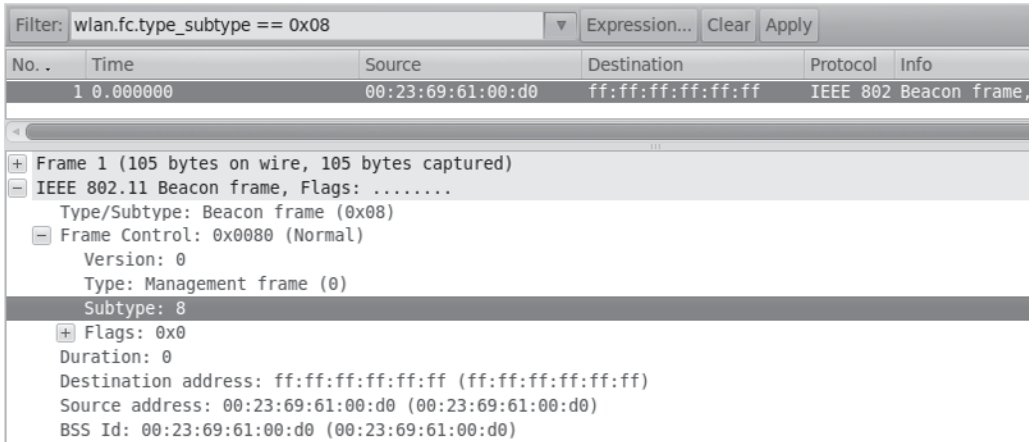 Filter: wlan.fc.type_subtype == 0x08 Expression... Clear Apply
No. . Time Source Destination Protocol Info
1 0.000000 00:23:69:61:00:d0 ff:ff:ff:ff:ff:ff IEEE 802 Beacon frame,
Frame 1 (105 bytes on wire, 105 bytes captured)
IEEE 802.11 Beacon frame, Flags: ........
Type/Subtype: Beacon frame (0x08)
Frame Control: 0x0080 (Normal)
Version: 0
Type: Management frame (0)
Subtype: 8
Flags: 0x0
Duration: 0
Destination address: ff:ff:ff:ff:ff:ff (ff:ff:ff:ff:ff:ff)
Source address: 00:23:69:61:00:d0 (00:23:69:61:00:d0)
BSS Id: 00:23:69:61:00:d0 (00:23:69:61:00:d0)